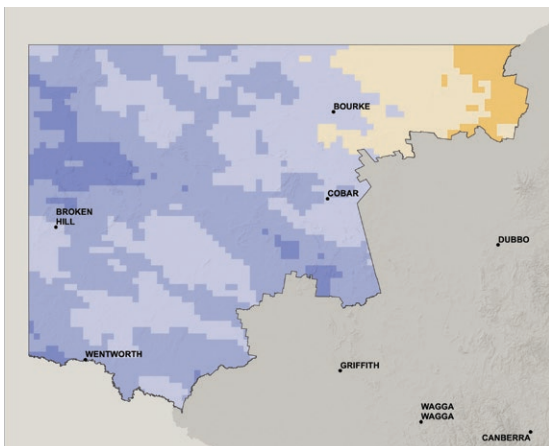 BOURKE
COBAR
BROKEN
HILL
DUBBO
WENTWORTH
GRIFFITH
WAGGA
WAGGA
CANBERRA